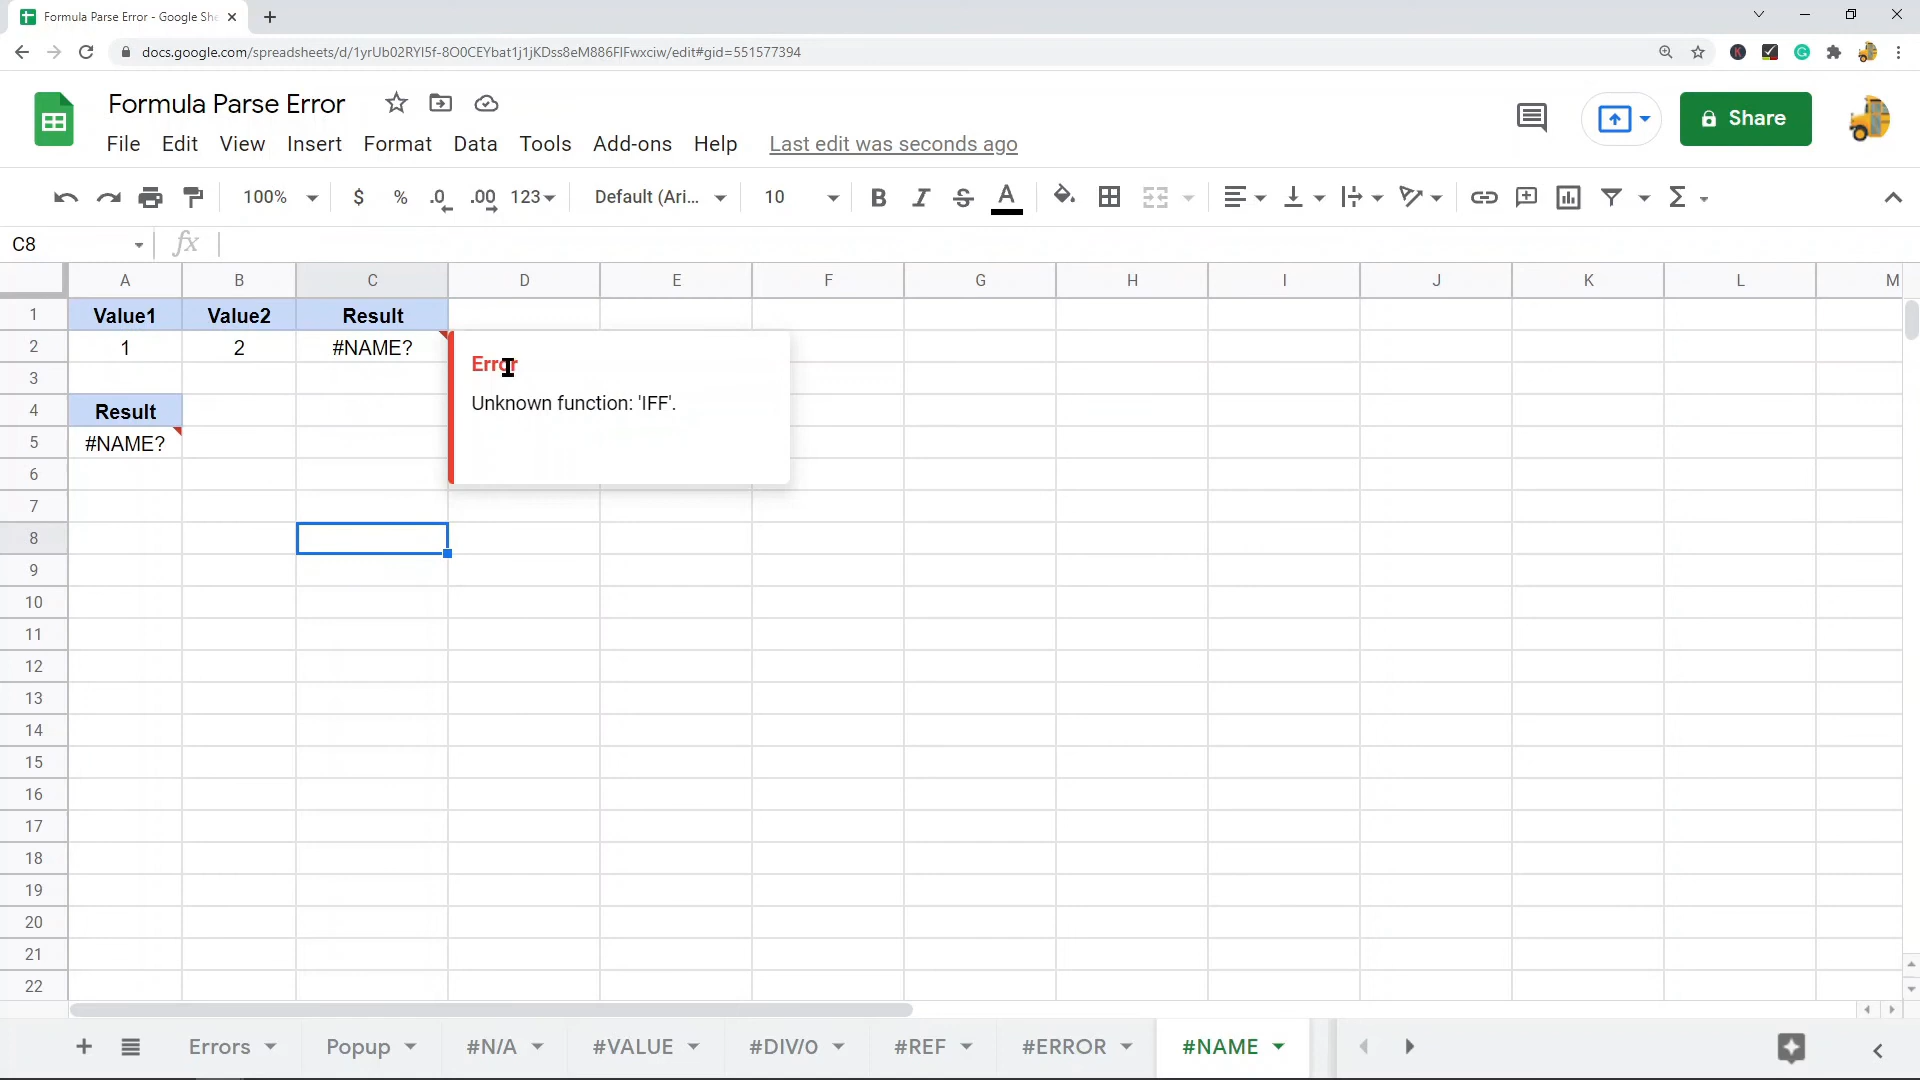 Formula Parse Error - Google She
docs.google.com/spreadsheets/d/1yrUb02RYI5f-8O0CEYbat1j1jKDss8eM886FIFwxciw/edit#gid=551577394
Formula Parse Error
Share
File Edit View Insert Format Data Tools Add-ons Help Last edit was seconds ago
100% $ % .0 .00 123 Default (Ari... 10 B I S A Σ
C8 fx
A B C D E F G H I J K L M
1 Value1 Value2 Result
2 1 2 #NAME?
Error
3
Unknown function: 'IFF'.
4 Result
5 #NAME?
6
7
8
9
10
11
12
13
14
15
16
17
18
19
20
21
22
+ Errors Popup #N/A #VALUE #DIV/0 #REF #ERROR #NAME